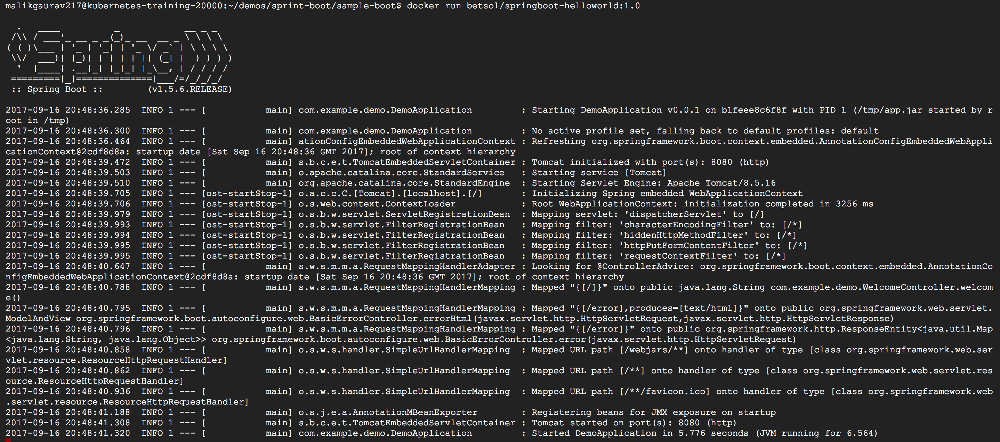 malikgaurav217@kubernetes-training-20000:~/demos/sprint-boot/sample-boot$ docker run betsol/springboot-helloworld:1.0

  .   ____          _            __ _ _
 /\\ / ___'_ __ _ _(_)_ __  __ _ \ \ \ \
( ( )\___ | '_ | '_| | '_ \/ _` | \ \ \ \
 \\/  ___)| |_)| | | | | || (_| |  ) ) ) )
  '  |____| .__|_| |_|_| |_\__, | / / / /
 =========|_|==============|___/=/_/_/_/
 :: Spring Boot ::        (v1.5.6.RELEASE)

2017-09-16 20:48:36.285  INFO 1 --- [           main] com.example.demo.DemoApplication         : Starting DemoApplication v0.0.1 on b1feee8c6f8f with PID 1 (/tmp/app.jar started by r
oot in /tmp)
2017-09-16 20:48:36.300  INFO 1 --- [           main] com.example.demo.DemoApplication         : No active profile set, falling back to default profiles: default
2017-09-16 20:48:36.464  INFO 1 --- [           main] ationConfigEmbeddedWebApplicationContext : Refreshing org.springframework.boot.context.embedded.AnnotationConfigEmbeddedWebAppli
cationContext@2cdf8d8a: startup date [Sat Sep 16 20:48:36 GMT 2017]; root of context hierarchy
2017-09-16 20:48:39.472  INFO 1 --- [           main] s.b.c.e.t.TomcatEmbeddedServletContainer : Tomcat initialized with port(s): 8080 (http)
2017-09-16 20:48:39.503  INFO 1 --- [           main] o.apache.catalina.core.StandardService   : Starting service [Tomcat]
2017-09-16 20:48:39.510  INFO 1 --- [           main] org.apache.catalina.core.StandardEngine  : Starting Servlet Engine: Apache Tomcat/8.5.16
2017-09-16 20:48:39.705  INFO 1 --- [ost-startStop-1] o.a.c.c.C.[Tomcat].[localhost].[/]       : Initializing Spring embedded WebApplicationContext
2017-09-16 20:48:39.706  INFO 1 --- [ost-startStop-1] o.s.web.context.ContextLoader            : Root WebApplicationContext: initialization completed in 3256 ms
2017-09-16 20:48:39.979  INFO 1 --- [ost-startStop-1] o.s.b.w.servlet.ServletRegistrationBean  : Mapping servlet: 'dispatcherServlet' to [/]
2017-09-16 20:48:39.993  INFO 1 --- [ost-startStop-1] o.s.b.w.servlet.FilterRegistrationBean   : Mapping filter: 'characterEncodingFilter' to: [/*]
2017-09-16 20:48:39.994  INFO 1 --- [ost-startStop-1] o.s.b.w.servlet.FilterRegistrationBean   : Mapping filter: 'hiddenHttpMethodFilter' to: [/*]
2017-09-16 20:48:39.995  INFO 1 --- [ost-startStop-1] o.s.b.w.servlet.FilterRegistrationBean   : Mapping filter: 'httpPutFormContentFilter' to: [/*]
2017-09-16 20:48:39.995  INFO 1 --- [ost-startStop-1] o.s.b.w.servlet.FilterRegistrationBean   : Mapping filter: 'requestContextFilter' to: [/*]
2017-09-16 20:48:40.647  INFO 1 --- [           main] s.w.s.m.m.a.RequestMappingHandlerAdapter : Looking for @ControllerAdvice: org.springframework.boot.context.embedded.AnnotationCo
nfigEmbeddedWebApplicationContext@2cdf8d8a: startup date [Sat Sep 16 20:48:36 GMT 2017]; root of context hierarchy
2017-09-16 20:48:40.788  INFO 1 --- [           main] s.w.s.m.m.a.RequestMappingHandlerMapping : Mapped "{[/]}" onto public java.lang.String com.example.demo.WelcomeController.welcom
e()
2017-09-16 20:48:40.795  INFO 1 --- [           main] s.w.s.m.m.a.RequestMappingHandlerMapping : Mapped "{[/error],produces=[text/html]}" onto public org.springframework.web.servlet.
ModelAndView org.springframework.boot.autoconfigure.web.BasicErrorController.errorHtml(javax.servlet.http.HttpServletRequest,javax.servlet.http.HttpServletResponse)
2017-09-16 20:48:40.796  INFO 1 --- [           main] s.w.s.m.m.a.RequestMappingHandlerMapping : Mapped "{[/error]}" onto public org.springframework.http.ResponseEntity<java.util.Map
<java.lang.String, java.lang.Object>> org.springframework.boot.autoconfigure.web.BasicErrorController.error(javax.servlet.http.HttpServletRequest)
2017-09-16 20:48:40.858  INFO 1 --- [           main] o.s.w.s.handler.SimpleUrlHandlerMapping  : Mapped URL path [/webjars/**] onto handler of type [class org.springframework.web.ser
vlet.resource.ResourceHttpRequestHandler]
2017-09-16 20:48:40.862  INFO 1 --- [           main] o.s.w.s.handler.SimpleUrlHandlerMapping  : Mapped URL path [/**] onto handler of type [class org.springframework.web.servlet.res
ource.ResourceHttpRequestHandler]
2017-09-16 20:48:40.936  INFO 1 --- [           main] o.s.w.s.handler.SimpleUrlHandlerMapping  : Mapped URL path [/**/favicon.ico] onto handler of type [class org.springframework.web
.servlet.resource.ResourceHttpRequestHandler]
2017-09-16 20:48:41.188  INFO 1 --- [           main] o.s.j.e.a.AnnotationMBeanExporter        : Registering beans for JMX exposure on startup
2017-09-16 20:48:41.308  INFO 1 --- [           main] s.b.c.e.t.TomcatEmbeddedServletContainer : Tomcat started on port(s): 8080 (http)
2017-09-16 20:48:41.320  INFO 1 --- [           main] com.example.demo.DemoApplication         : Started DemoApplication in 5.776 seconds (JVM running for 6.564)